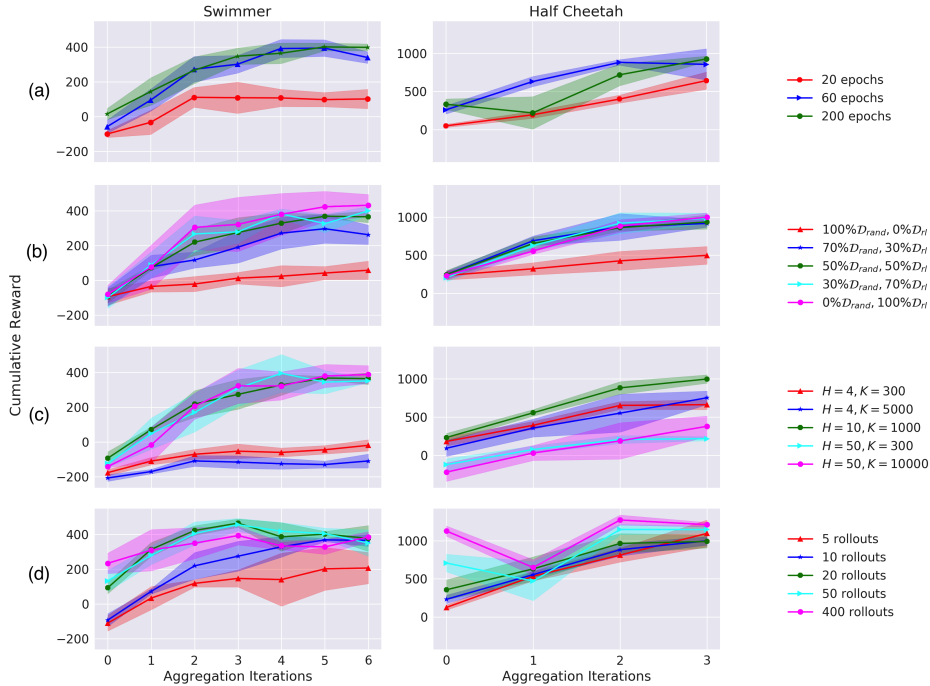 Swimmer
Half Cheetah
Cumulative Reward
(a)
400
200
0
−200
1000
500
0
20 epochs
60 epochs
200 epochs
(b)
400
200
0
−200
1000
500
0
100%𝒟rand, 0%𝒟rl
70%𝒟rand, 30%𝒟rl
50%𝒟rand, 50%𝒟rl
30%𝒟rand, 70%𝒟rl
0%𝒟rand, 100%𝒟rl
(c)
400
200
0
−200
1000
500
0
H = 4, K = 300
H = 4, K = 5000
H = 10, K = 1000
H = 50, K = 300
H = 50, K = 10000
(d)
400
200
0
−200
1000
500
0
5 rollouts
10 rollouts
20 rollouts
50 rollouts
400 rollouts
0 1 2 3 4 5 6
0 1 2 3
Aggregation Iterations
Aggregation Iterations